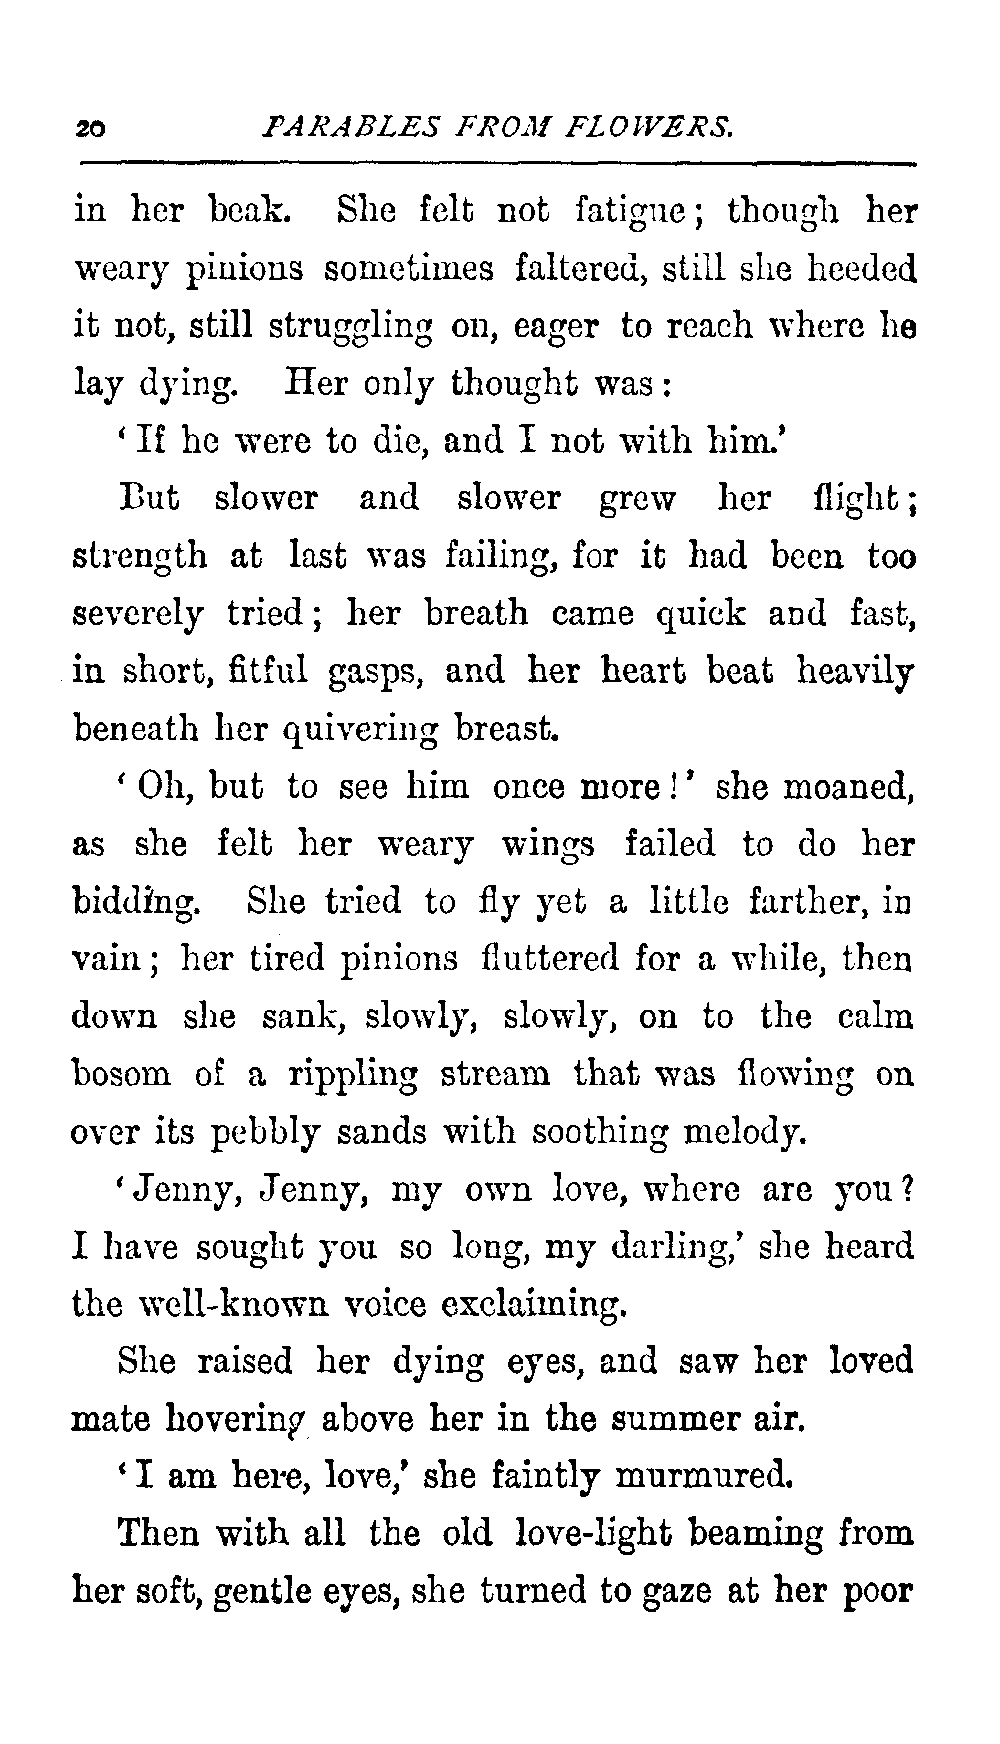 20 PARABLES FROM FLOWERS.
in her beak. She felt not fatigue; though her
weary pinions sometimes faltered, still she heeded
it not, still struggling on, eager to reach where he
lay dying. Her only thought was:
‘If he were to die, and I not with him.’
But slower and slower grew her flight;
strength at last was failing, for it had been too
severely tried; her breath came quick and fast,
in short, fitful gasps, and her heart beat heavily
beneath her quivering breast.
‘Oh, but to see him once more!’ she moaned,
as she felt her weary wings failed to do her
bidding. She tried to fly yet a little farther, in
vain; her tired pinions fluttered for a while, then
down she sank, slowly, slowly, on to the calm
bosom of a rippling stream that was flowing on
over its pebbly sands with soothing melody.
‘Jenny, Jenny, my own love, where are you?
I have sought you so long, my darling,’ she heard
the well-known voice exclaiming.
She raised her dying eyes, and saw her loved
mate hovering above her in the summer air.
‘I am here, love,’ she faintly murmured.
Then with all the old love-light beaming from
her soft, gentle eyes, she turned to gaze at her poor